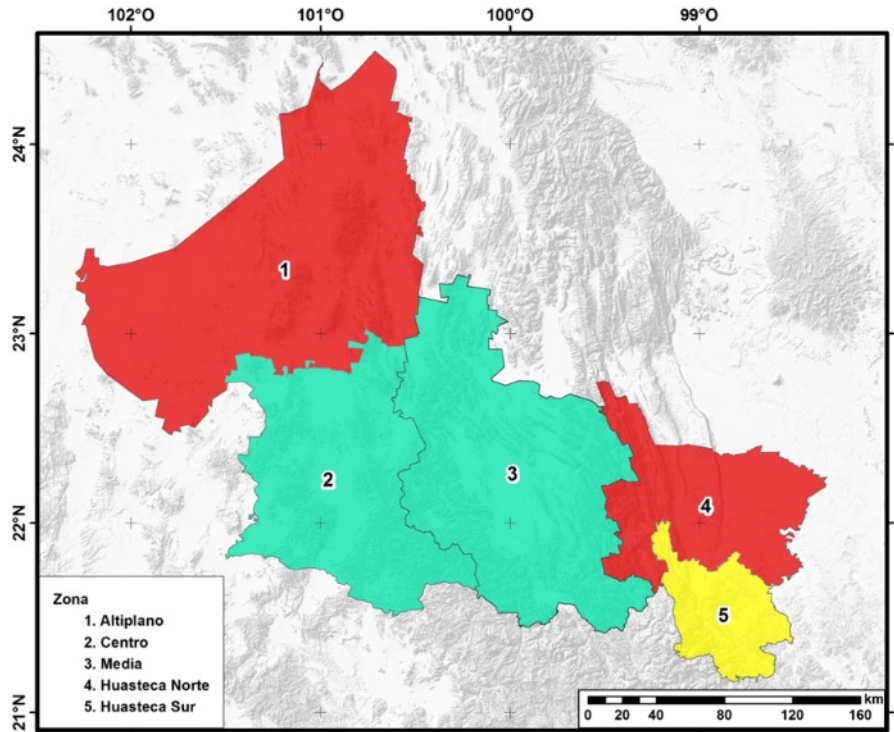 102°O 101°O 100°O 99°O
24°N
1
23°N
2 3 4
22°N
5
21°N
Zona
1. Altiplano
2. Centro
3. Media
4. Huasteca Norte
5. Huasteca Sur
km
0 20 40 80 120 160